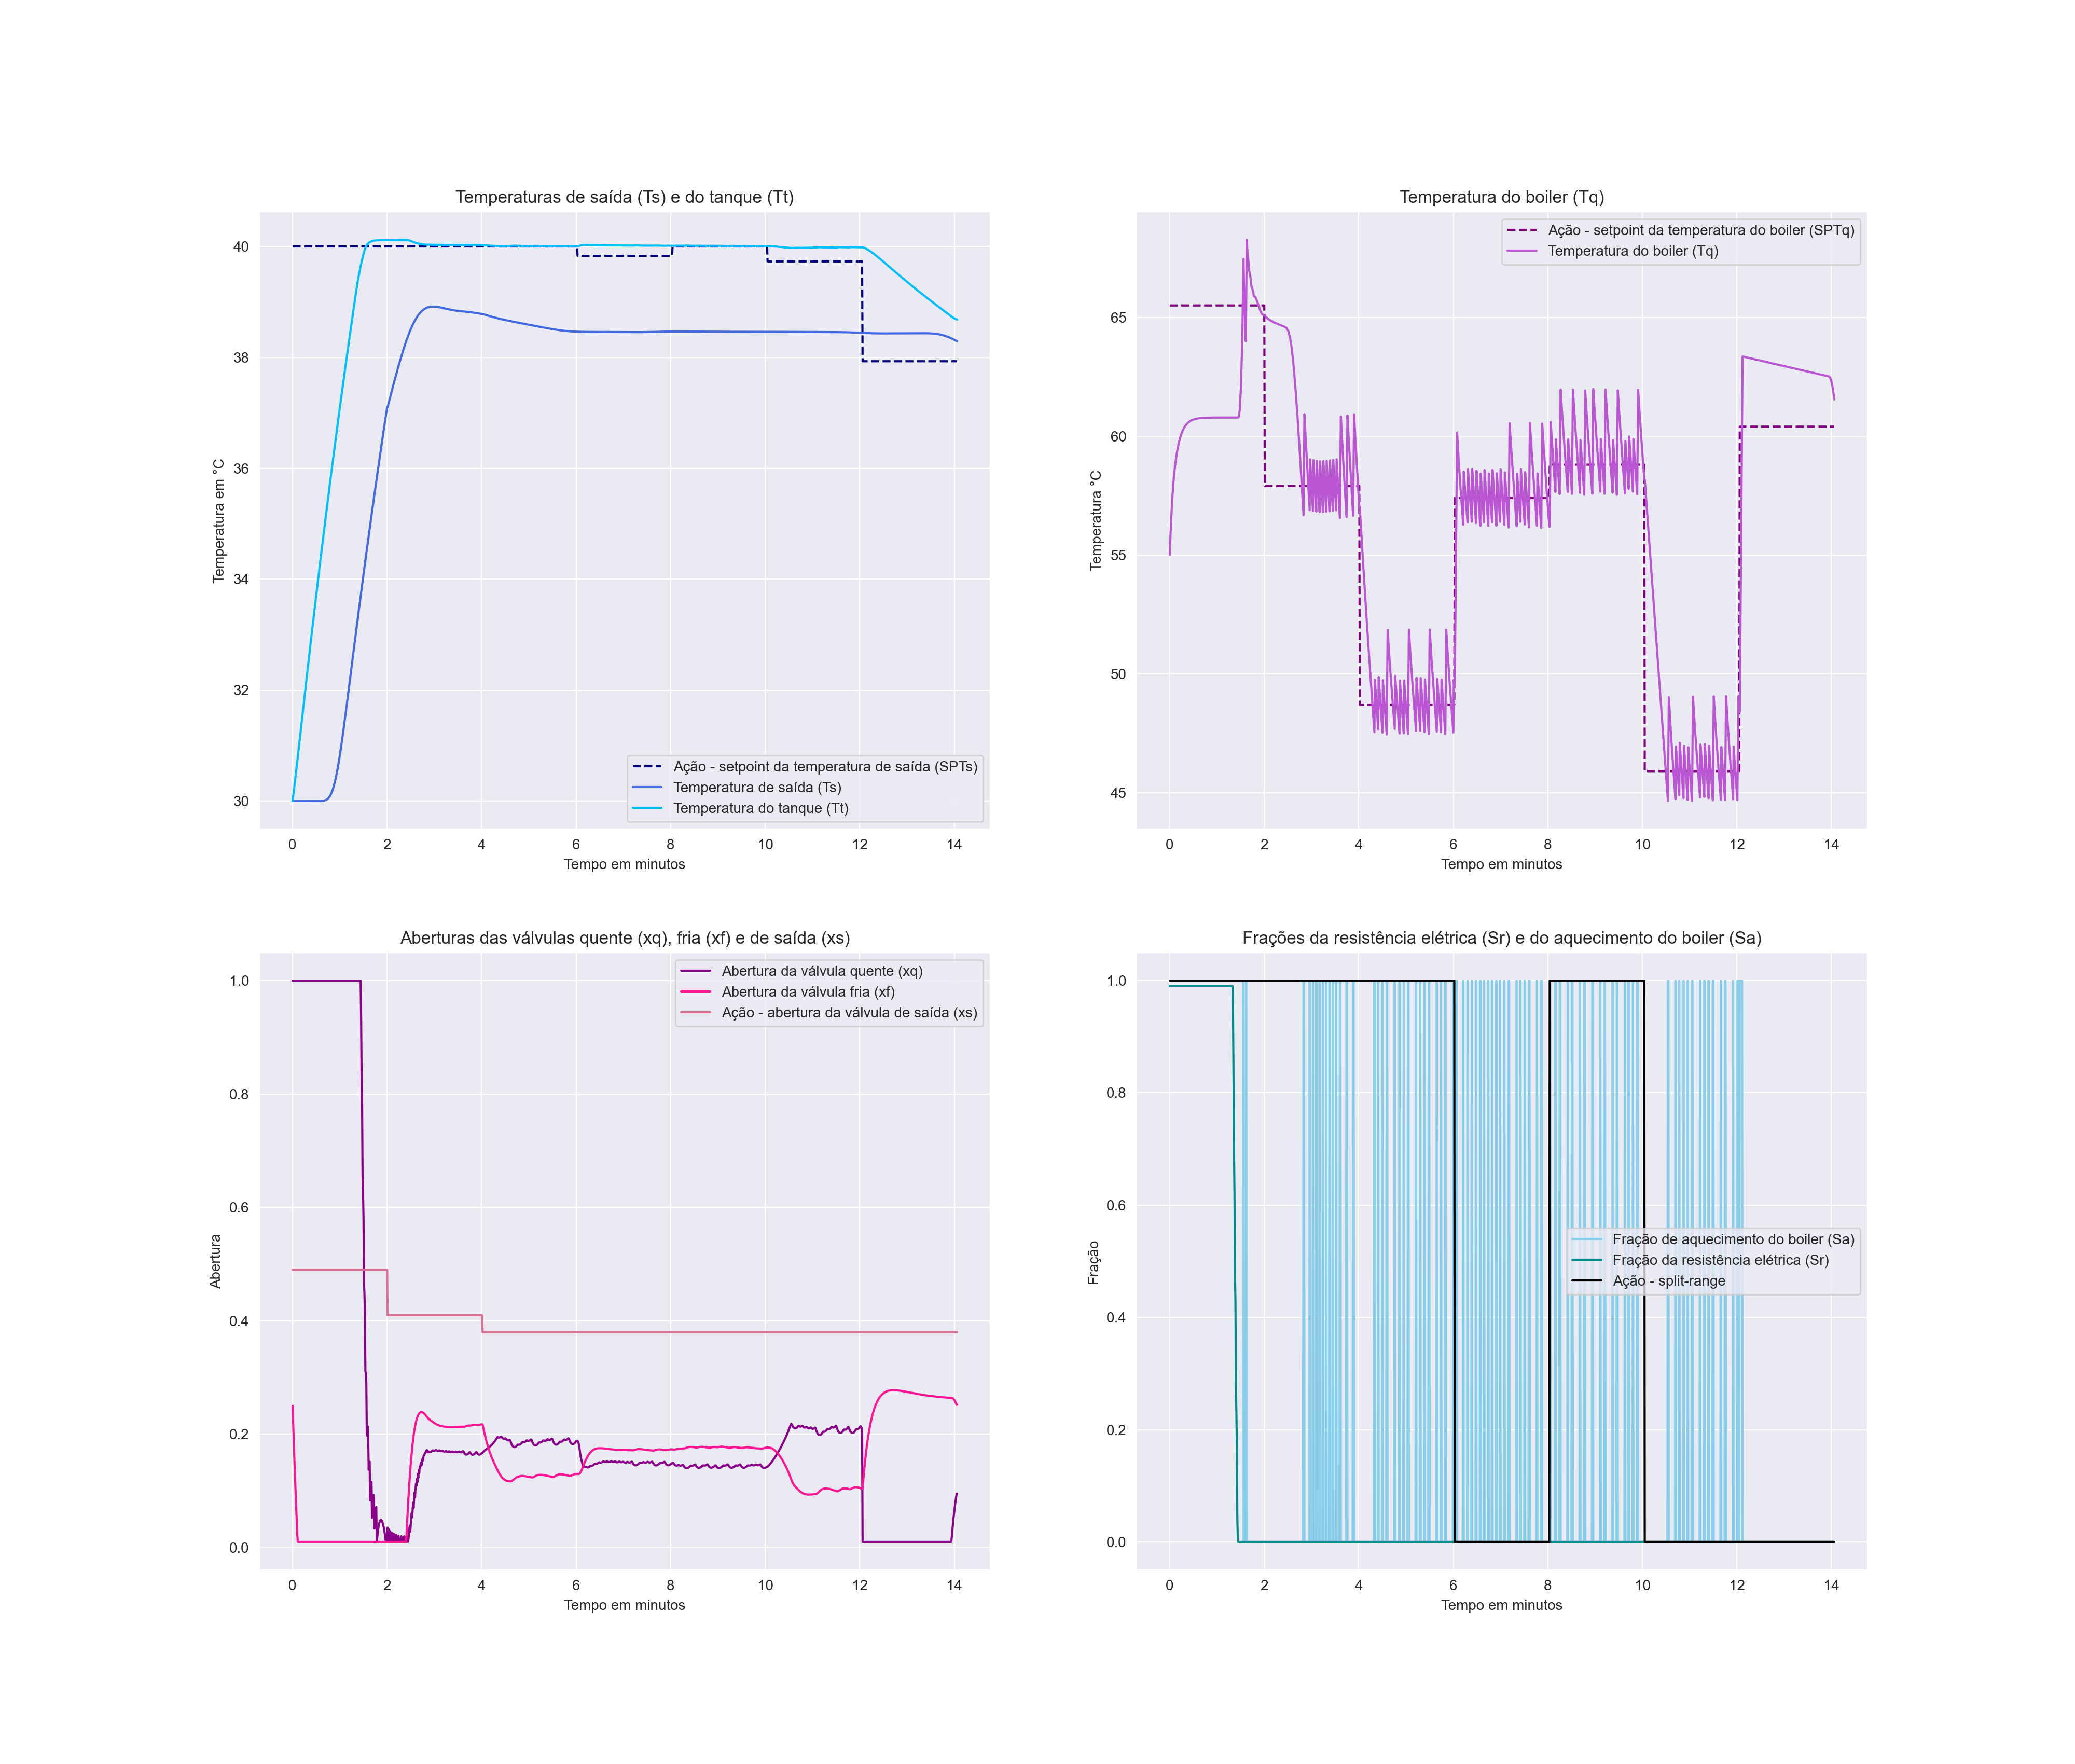 Temperaturas de saída (Ts) e do tanque (Tt)
Temperatura em °C
40
38
36
34
32
30
Ação - setpoint da temperatura de saída (SPTs)
Temperatura de saída (Ts)
Temperatura do tanque (Tt)
0 2 4 6 8 10 12 14
Tempo em minutos
Temperatura do boiler (Tq)
Ação - setpoint da temperatura do boiler (SPTq)
Temperatura do boiler (Tq)
Temperatura °C
65
60
55
50
45
0 2 4 6 8 10 12 14
Tempo em minutos
Aberturas das válvulas quente (xq), fria (xf) e de saída (xs)
Abertura da válvula quente (xq)
Abertura da válvula fria (xf)
Ação - abertura da válvula de saída (xs)
Abertura
1.0
0.8
0.6
0.4
0.2
0.0
0 2 4 6 8 10 12 14
Tempo em minutos
Frações da resistência elétrica (Sr) e do aquecimento do boiler (Sa)
Fração
1.0
0.8
0.6
0.4
0.2
0.0
Fração de aquecimento do boiler (Sa)
Fração da resistência elétrica (Sr)
Ação - split-range
0 2 4 6 8 10 12 14
Tempo em minutos